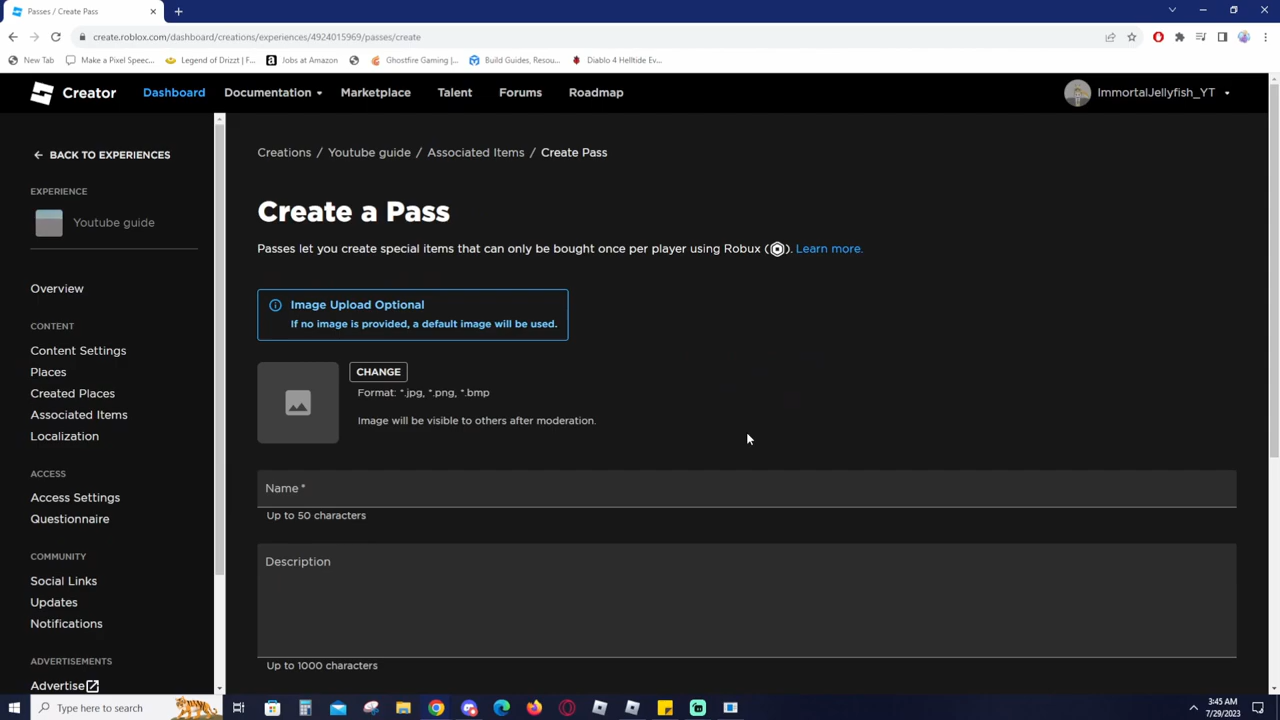 Passes / Create Pass
create.roblox.com/dashboard/creations/experiences/4924015969/passes/create
New Tab
Make a Pixel Speec...
Legend of Drizzt | F...
Jobs at Amazon
Ghostfire Gaming |...
Build Guides, Resou...
Diablo 4 Helltide Ev...
Creator
Dashboard
Documentation
Marketplace
Talent
Forums
Roadmap
ImmortalJellyfish_YT
BACK TO EXPERIENCES
EXPERIENCE
Youtube guide
Overview
CONTENT
Content Settings
Places
Created Places
Associated Items
Localization
ACCESS
Access Settings
Questionnaire
COMMUNITY
Social Links
Updates
Notifications
ADVERTISEMENTS
Advertise
Creations / Youtube guide / Associated Items / Create Pass
Create a Pass
Passes let you create special items that can only be bought once per player using Robux ( ). Learn more.
Image Upload Optional
If no image is provided, a default image will be used.
CHANGE
Format: *.jpg, *.png, *.bmp
Image will be visible to others after moderation.
Name *
Up to 50 characters
Description
Up to 1000 characters
Type here to search
3:45 AM
7/29/2023